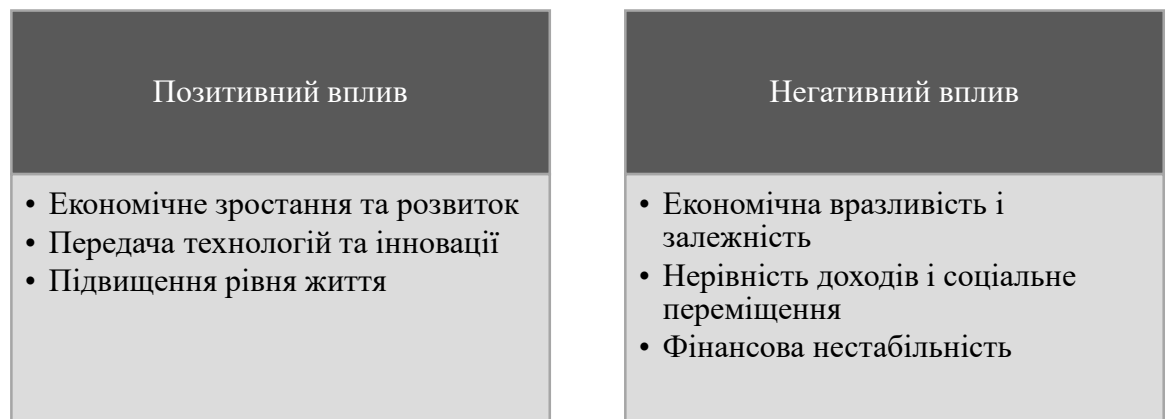 Позитивний вплив
• Економічне зростання та розвиток
• Передача технологій та інновації
• Підвищення рівня життя
Негативний вплив
• Економічна вразливість і
залежність
• Нерівність доходів і соціальне
переміщення
• Фінансова нестабільність